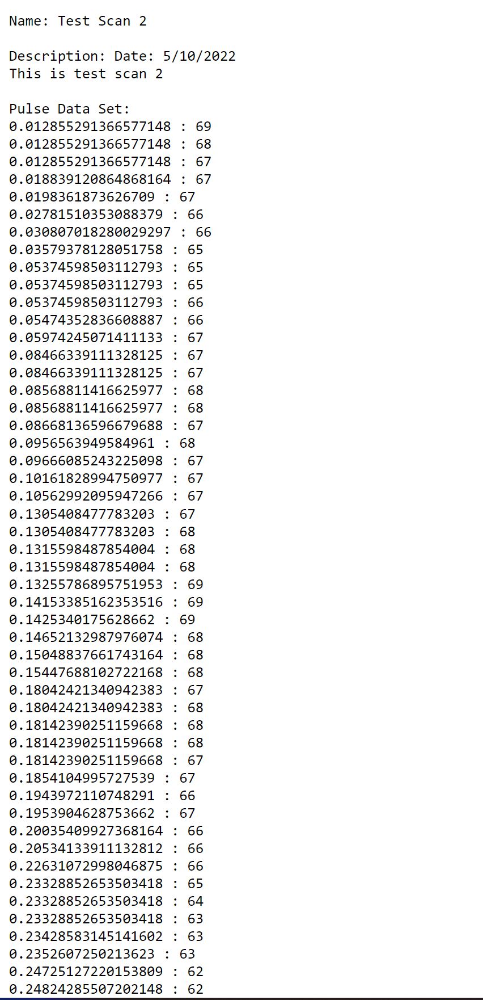 Name: Test Scan 2
Description: Date: 5/10/2022
This is test scan 2
Pulse Data Set:
0.012855291366577148 : 69
0.012855291366577148 : 68
0.012855291366577148 : 67
0.018839120864868164 : 67
0.0198361873626709 : 67
0.02781510353088379 : 66
0.030807018280029297 : 66
0.03579378128051758 : 65
0.05374598503112793 : 65
0.05374598503112793 : 65
0.05374598503112793 : 66
0.05474352836608887 : 66
0.05974245071411133 : 67
0.08466339111328125 : 67
0.08466339111328125 : 67
0.08568811416625977 : 68
0.08568811416625977 : 68
0.08668136596679688 : 67
0.0956563949584961 : 68
0.09666085243225098 : 67
0.10161828994750977 : 67
0.10562992095947266 : 67
0.1305408477783203 : 67
0.1305408477783203 : 68
0.1315598487854004 : 68
0.1315598487854004 : 68
0.13255786895751953 : 69
0.14153385162353516 : 69
0.1425340175628662 : 69
0.14652132987976074 : 68
0.15048837661743164 : 68
0.15447688102722168 : 68
0.18042421340942383 : 67
0.18042421340942383 : 68
0.18142390251159668 : 68
0.18142390251159668 : 68
0.18142390251159668 : 67
0.1854104995727539 : 67
0.1943972110748291 : 66
0.1953904628753662 : 67
0.20035409927368164 : 66
0.20534133911132812 : 66
0.22631072998046875 : 66
0.23328852653503418 : 65
0.23328852653503418 : 64
0.23328852653503418 : 63
0.23428583145141602 : 63
0.2352607250213623 : 63
0.24725127220153809 : 62
0.24824285507202148 : 62